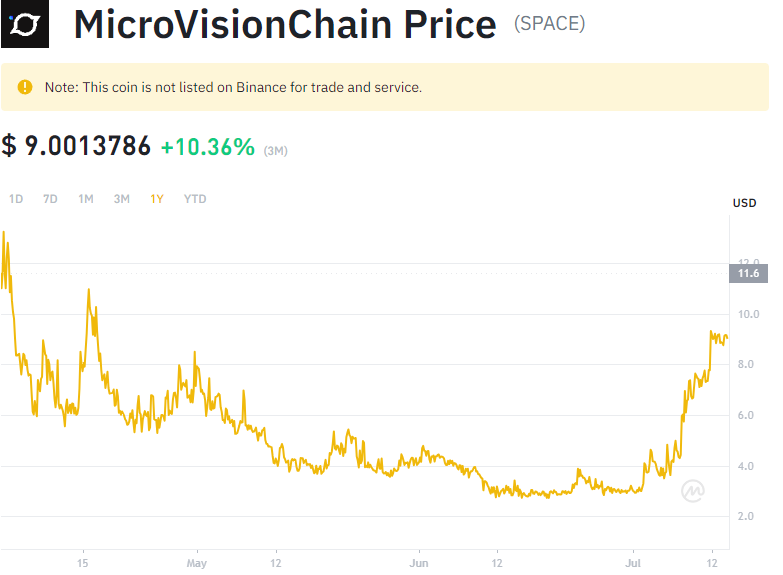 MicroVisionChain Price (SPACE)
Note: This coin is not listed on Binance for trade and service.
$ 9.0013786 +10.36% (3M)
1D 7D 1M 3M 1Y YTD
USD
12.0
11.6
10.0
8.0
6.0
4.0
2.0
15 May 12 Jun 12 Jul 12